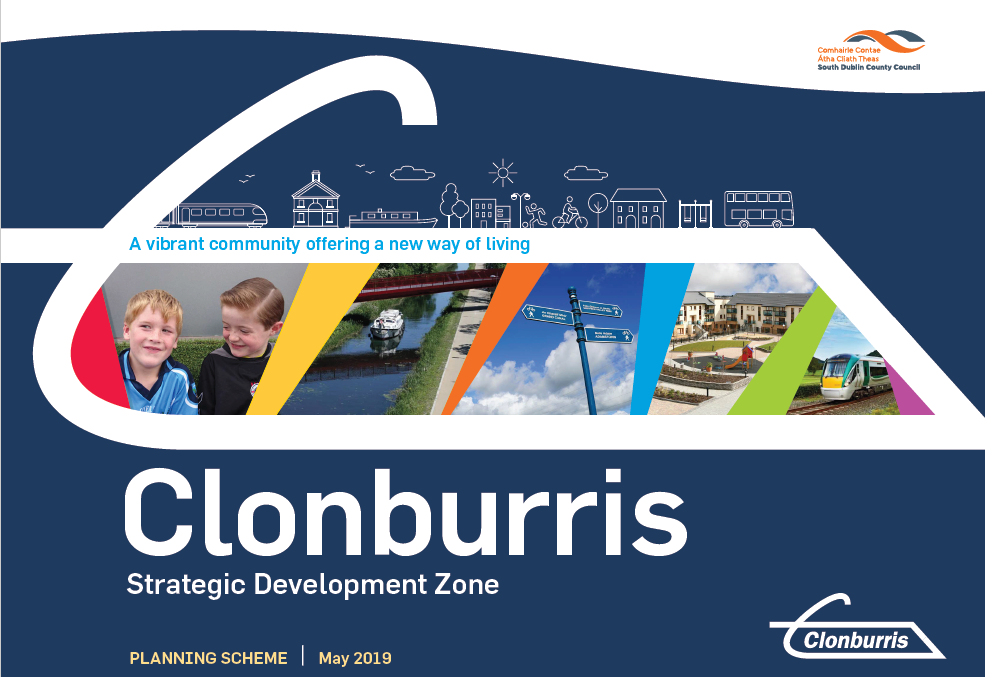 Comhairle Contae
Átha Cliath Theas
South Dublin County Council
A vibrant community offering a new way of living
Clonburris
Strategic Development Zone
PLANNING SCHEME | May 2019
Clonburris